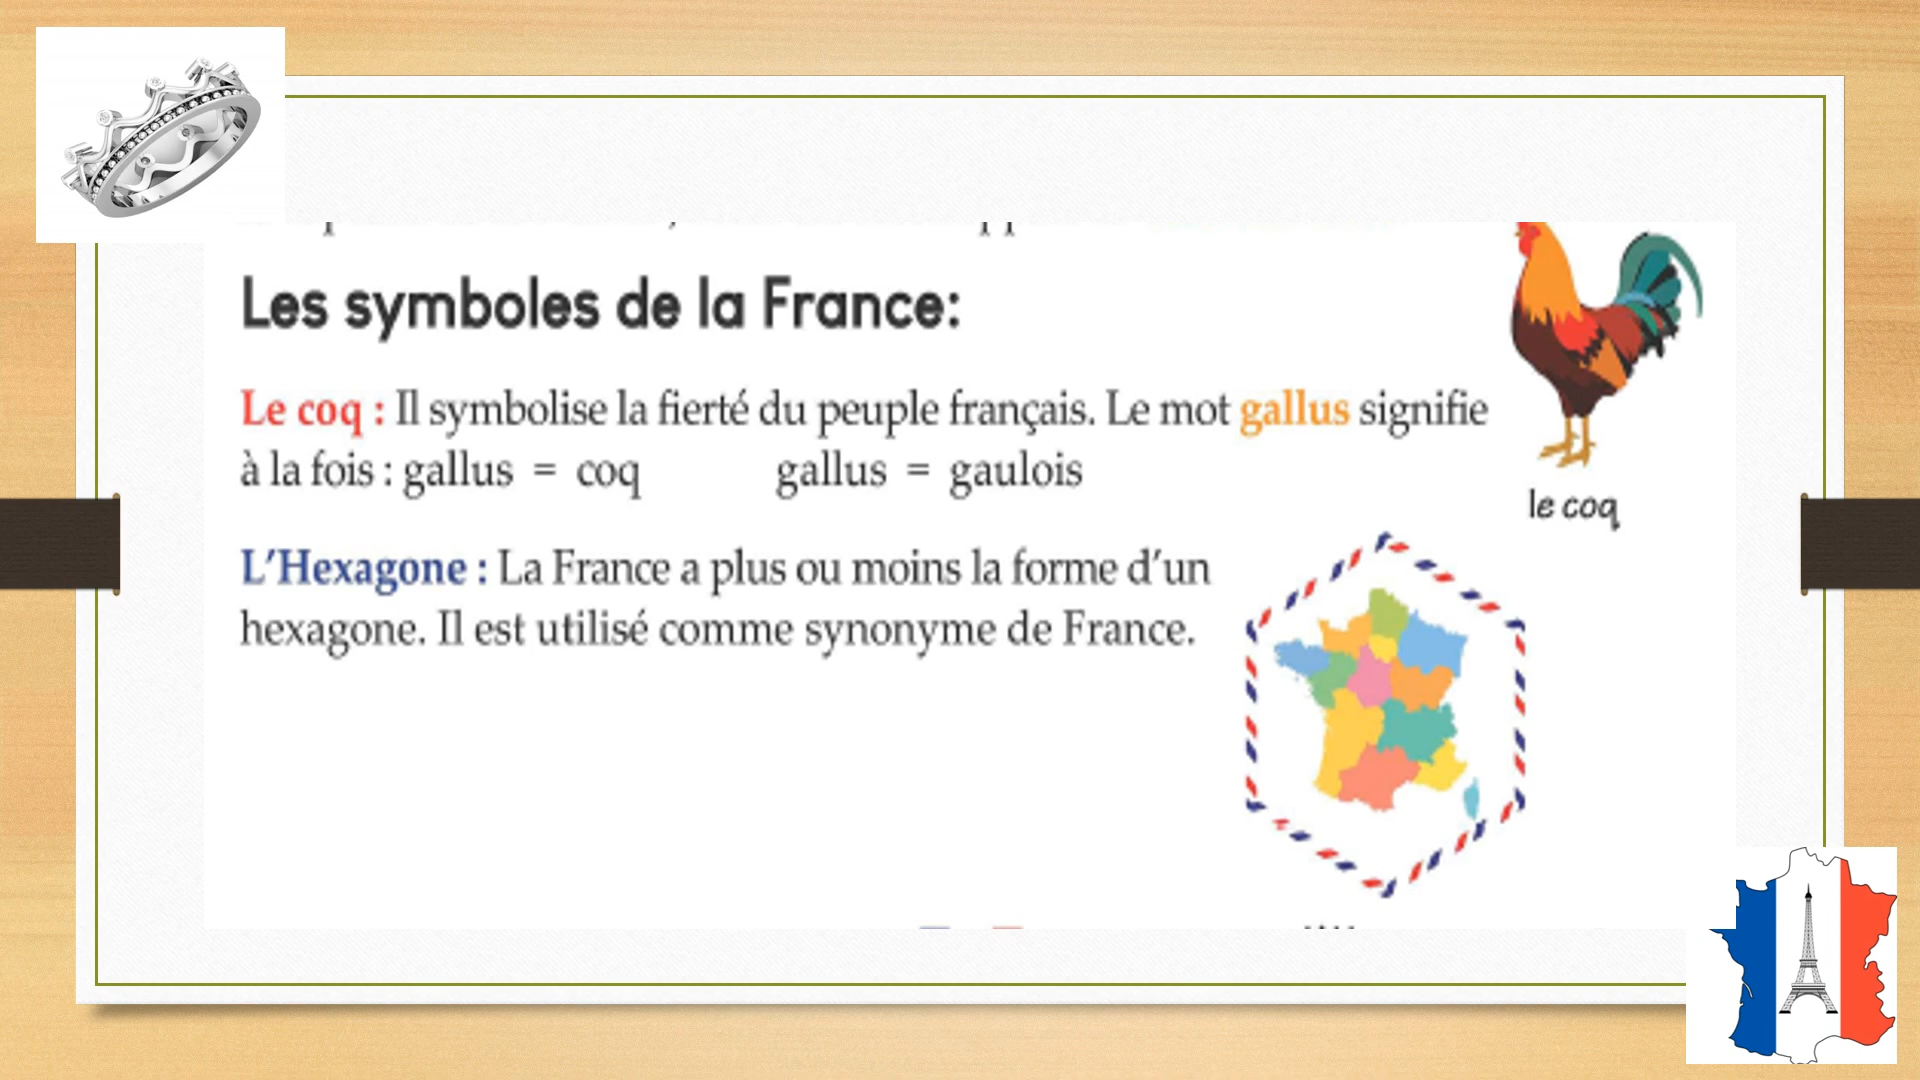 Les symboles de la France:
Le coq : Il symbolise la fierté du peuple français. Le mot gallus signifie
à la fois : gallus = coq gallus = gaulois
le coq
L’Hexagone : La France a plus ou moins la forme d’un
hexagone. Il est utilisé comme synonyme de France.